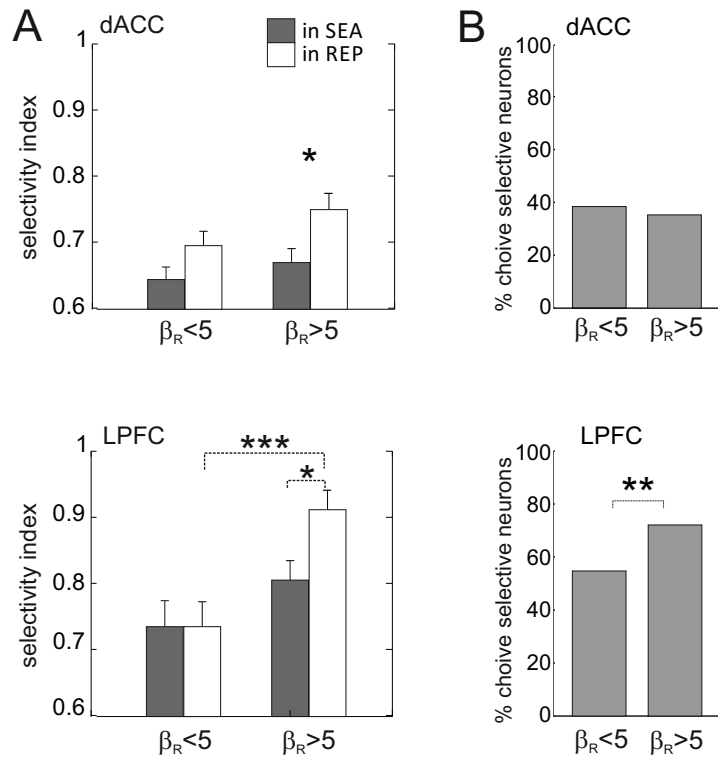 A
dACC
in SEA
in REP
selectivity index
1
0.9
0.8
0.7
0.6
*
βR<5
βR>5
B
dACC
% choive selective neurons
100
80
60
40
20
0
βR<5
βR>5
LPFC
selectivity index
1
0.9
0.8
0.7
0.6
***
*
βR<5
βR>5
LPFC
% choive selective neurons
100
80
60
40
20
0
**
βR<5
βR>5